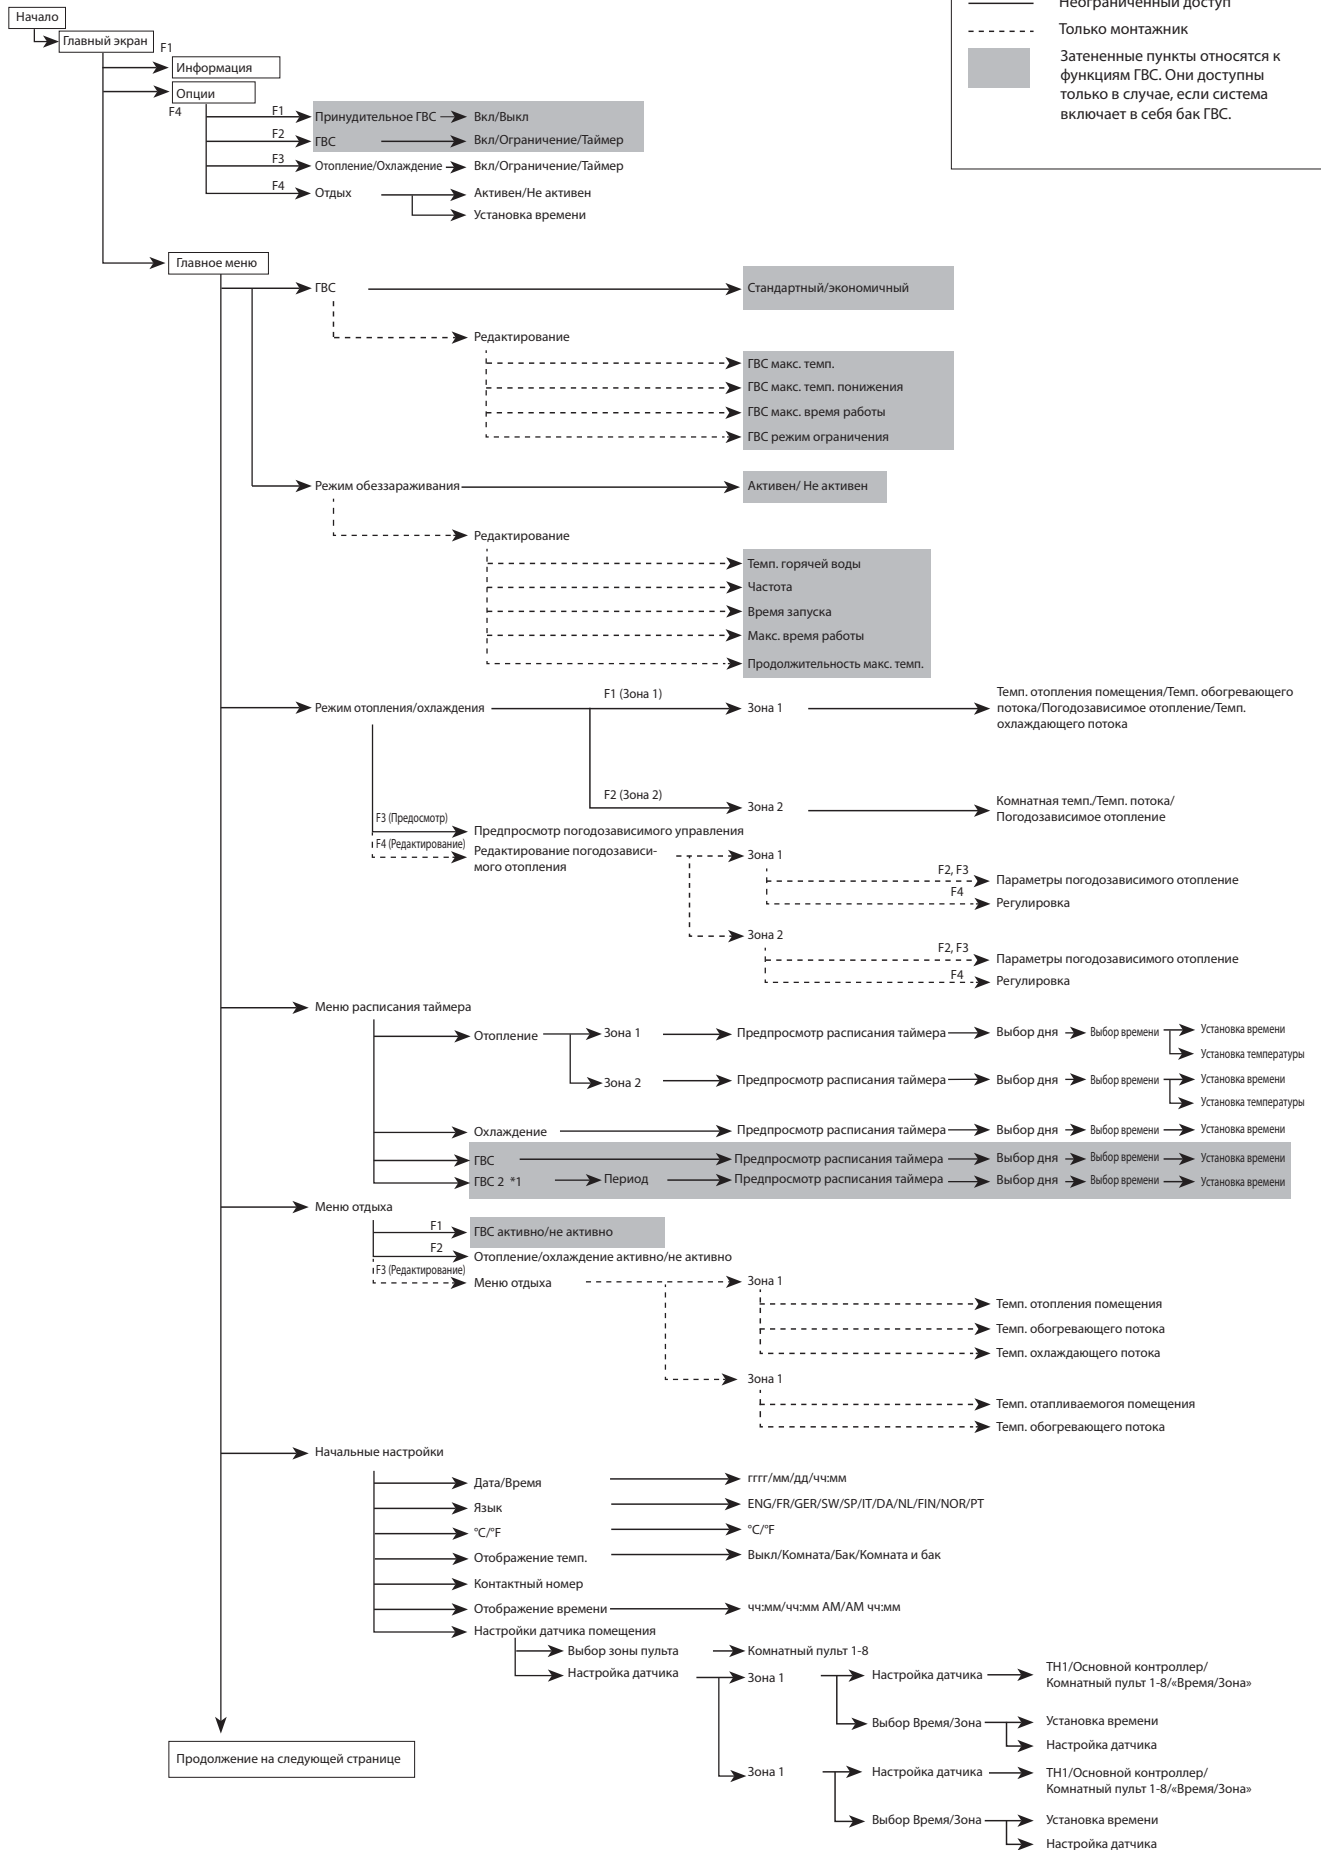 Неограниченный доступ
Только монтажник
Затененные пункты относятся к
функциям ГВС. Они доступны
только в случае, если система
включает в себя бак ГВС.
Начало
Главный экран
F1
Информация
Опции
F4
F1
Принудительное ГВС
Вкл/Выкл
F2
ГВС
Вкл/Ограничение/Таймер
F3
Отопление/Охлаждение
Вкл/Ограничение/Таймер
F4
Отдых
Активен/Не активен
Установка времени
Главное меню
ГВС
Стандартный/экономичный
Редактирование
ГВС макс. темп.
ГВС макс. темп. понижения
ГВС макс. время работы
ГВС режим ограничения
Режим обеззараживания
Активен/ Не активен
Редактирование
Темп. горячей воды
Частота
Время запуска
Макс. время работы
Продолжительность макс. темп.
Режим отопления/охлаждения
F1 (Зона 1)
Зона 1
Темп. отопления помещения/Темп. обогревающего
потока/Погодозависимое отопление/Темп.
охлаждающего потока
F2 (Зона 2)
Зона 2
Комнатная темп./Темп. потока/
Погодозависимое отопление
F3 (Предосмотр)
Предпросмотр погодозависимого управления
F4 (Редактирование)
Редактирование погодозависи-
мого отопления
Зона 1
F2, F3
Параметры погодозависимого отопление
F4
Регулировка
Зона 2
F2, F3
Параметры погодозависимого отопление
F4
Регулировка
Меню расписания таймера
Отопление
Зона 1
Предпросмотр расписания таймера
Выбор дня
Выбор времени
Установка времени
Установка температуры
Зона 2
Предпросмотр расписания таймера
Выбор дня
Выбор времени
Установка времени
Установка температуры
Охлаждение
Предпросмотр расписания таймера
Выбор дня
Выбор времени
Установка времени
ГВС
Предпросмотр расписания таймера
Выбор дня
Выбор времени
Установка времени
ГВС 2 *1
Период
Предпросмотр расписания таймера
Выбор дня
Выбор времени
Установка времени
Меню отдыха
F1
ГВС активно/не активно
F2
Отопление/охлаждение активно/не активно
F3 (Редактирование)
Меню отдыха
Зона 1
Темп. отопления помещения
Темп. обогревающего потока
Темп. охлаждающего потока
Зона 1
Темп. отапливаемогоя помещения
Темп. обогревающего потока
Начальные настройки
Дата/Время
гггг/мм/дд/чч:мм
Язык
ENG/FR/GER/SW/SP/IT/DA/NL/FIN/NOR/PT
°C/°F
°C/°F
Отображение темп.
Выкл/Комната/Бак/Комната и бак
Контактный номер
Отображение времени
чч:мм/чч:мм AM/AM чч:мм
Настройки датчика помещения
Выбор зоны пульта
Комнатный пульт 1-8
Настройка датчика
Зона 1
Настройка датчика
TH1/Основной контроллер/
Комнатный пульт 1-8/«Время/Зона»
Выбор Время/Зона
Установка времени
Настройка датчика
Зона 1
Настройка датчика
TH1/Основной контроллер/
Комнатный пульт 1-8/«Время/Зона»
Выбор Время/Зона
Установка времени
Настройка датчика
Продолжение на следующей странице